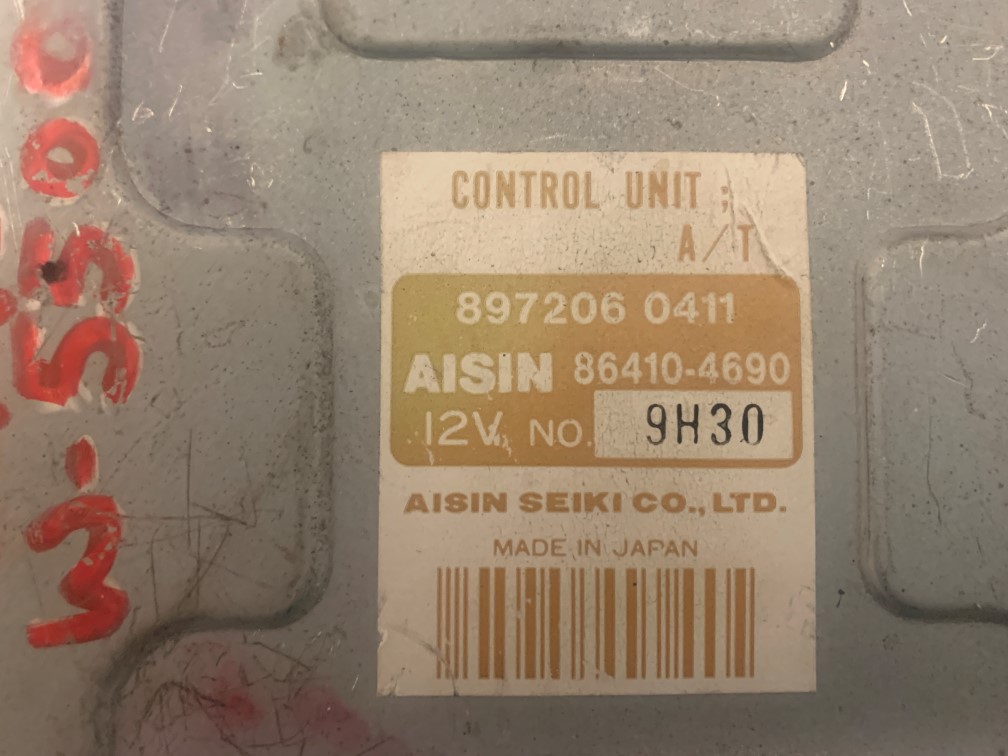 CONTROL UNIT ;
A/T
897206 0411
AISIN 86410-4690
12V NO. 9H30
AISIN SEIKI CO., LTD.
MADE IN JAPAN